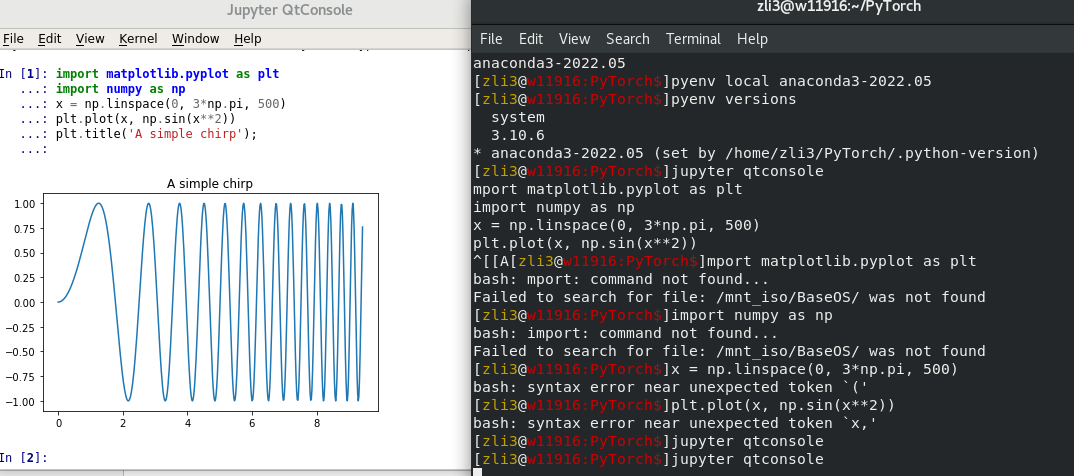 Jupyter QtConsole
File Edit View Kernel Window Help
In [1]: import matplotlib.pyplot as plt
...: import numpy as np
...: x = np.linspace(0, 3*np.pi, 500)
...: plt.plot(x, np.sin(x**2))
...: plt.title('A simple chirp');
...:
A simple chirp
1.00
0.75
0.50
0.25
0.00
−0.25
−0.50
−0.75
−1.00
0 2 4 6 8
In [2]:
zli3@w11916:~/PyTorch
File Edit View Search Terminal Help
anaconda3-2022.05
[zli3@w11916:PyTorch$]pyenv local anaconda3-2022.05
[zli3@w11916:PyTorch$]pyenv versions
system
3.10.6
* anaconda3-2022.05 (set by /home/zli3/PyTorch/.python-version)
[zli3@w11916:PyTorch$]jupyter qtconsole
mport matplotlib.pyplot as plt
import numpy as np
x = np.linspace(0, 3*np.pi, 500)
plt.plot(x, np.sin(x**2))
^[[A[zli3@w11916:PyTorch$]mport matplotlib.pyplot as plt
bash: mport: command not found...
Failed to search for file: /mnt_iso/BaseOS/ was not found
[zli3@w11916:PyTorch$]import numpy as np
bash: import: command not found...
Failed to search for file: /mnt_iso/BaseOS/ was not found
[zli3@w11916:PyTorch$]x = np.linspace(0, 3*np.pi, 500)
bash: syntax error near unexpected token `('
[zli3@w11916:PyTorch$]plt.plot(x, np.sin(x**2))
bash: syntax error near unexpected token `x,'
[zli3@w11916:PyTorch$]jupyter qtconsole
[zli3@w11916:PyTorch$]jupyter qtconsole